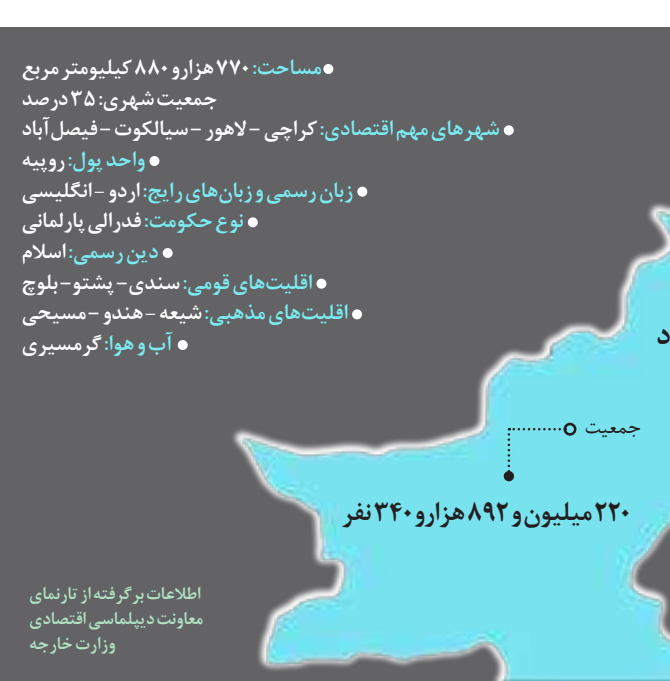 ●مساحت: ۷۷۰ هزار و ۸۸۰ کیلیومتر مربع
جمعیت شهری: ۳۵ درصد
● شهرهای مهم اقتصادی: کراچی - لاهور - سیالکوت - فیصل‌آباد
● واحد پول: روپیه
● زبان رسمی و زبان‌های رایج: اردو - انگلیسی
● نوع حکومت: فدرالی پارلمانی
● دین رسمی: اسلام
● اقلیت‌های قومی: سندی - پشتو - بلوچ
● اقلیت‌های مذهبی: شیعه - هندو - مسیحی
● آب و هوا: گرمسیری
جمعیت
۲۲۰ میلیون و ۸۹۲ هزار و ۳۴۰ نفر
اطلاعات برگرفته از تارنمای
معاونت دیپلماسی اقتصادی
وزارت خارجه